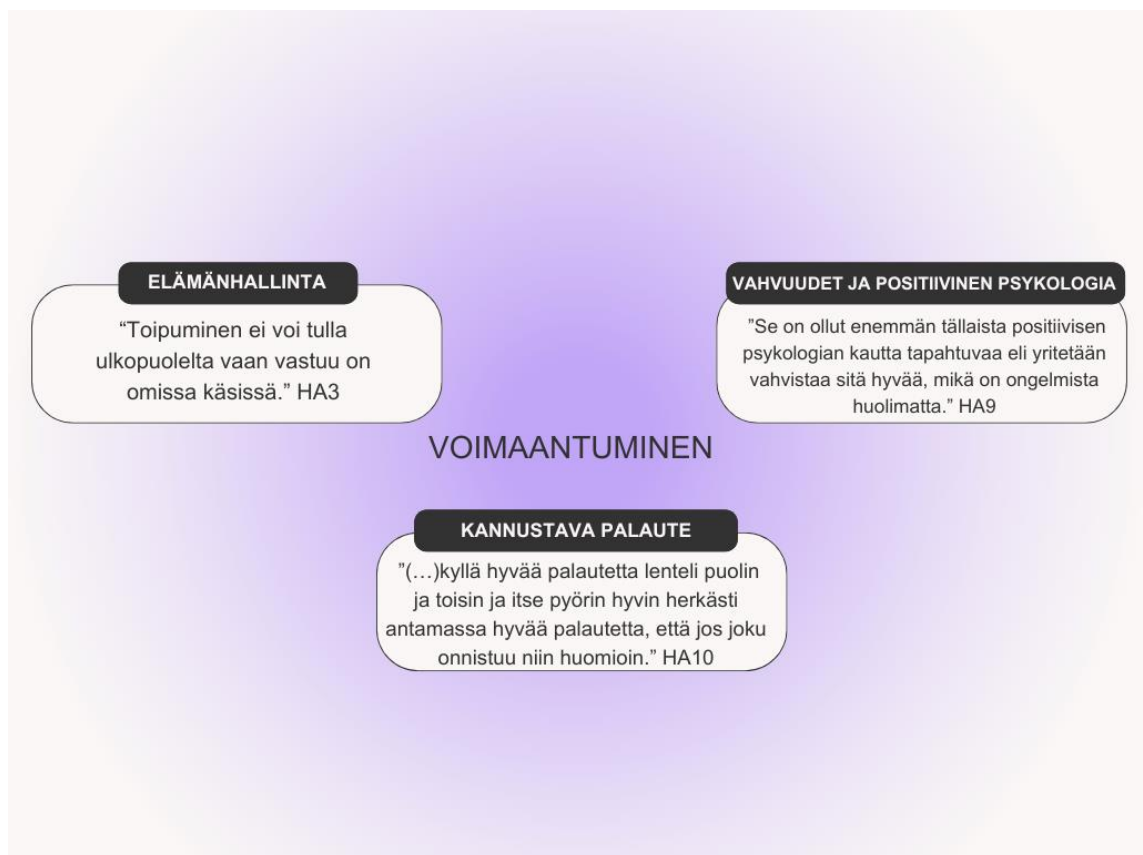 ELÄMÄNHALLINTA
“Toipuminen ei voi tulla
ulkopuolelta vaan vastuu on
omissa käsissä.” HA3
VAHVUUDET JA POSITIIVINEN PSYKOLOGIA
”Se on ollut enemmän tällaista positiivisen
psykologian kautta tapahtuvaa eli yritetään
vahvistaa sitä hyvää, mikä on ongelmista
huolimatta.” HA9
VOIMAANTUMINEN
KANNUSTAVA PALAUTE
”(…)kyllä hyvää palautetta lenteli puolin
ja toisin ja itse pyörin hyvin herkästi
antamassa hyvää palautetta, että jos joku
onnistuu niin huomioin.” HA10